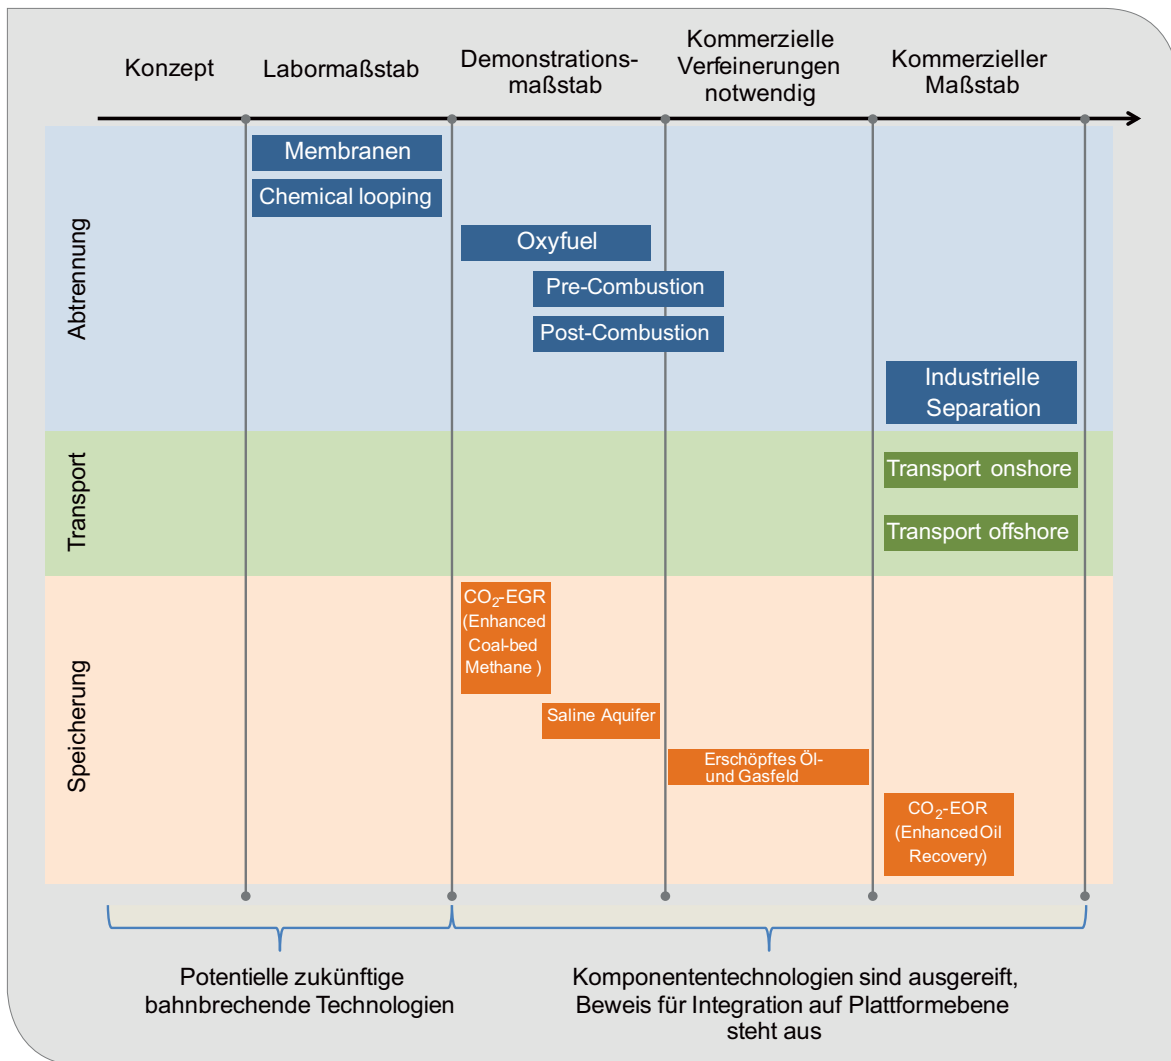 Konzept
Labormaßstab
Demonstrations-
maßstab
Kommerzielle
Verfeinerungen
notwendig
Kommerzieller
Maßstab
Abtrennung
Membranen
Chemical looping
Oxyfuel
Pre-Combustion
Post-Combustion
Industrielle
Separation
Transport
Transport onshore
Transport offshore
Speicherung
CO₂-EGR
(Enhanced
Coal-bed
Methane )
Saline Aquifer
Erschöpftes Öl-
und Gasfeld
CO₂-EOR
(Enhanced Oil
Recovery)
Potentielle zukünftige
bahnbrechende Technologien
Komponententechnologien sind ausgereift,
Beweis für Integration auf Plattformebene
steht aus